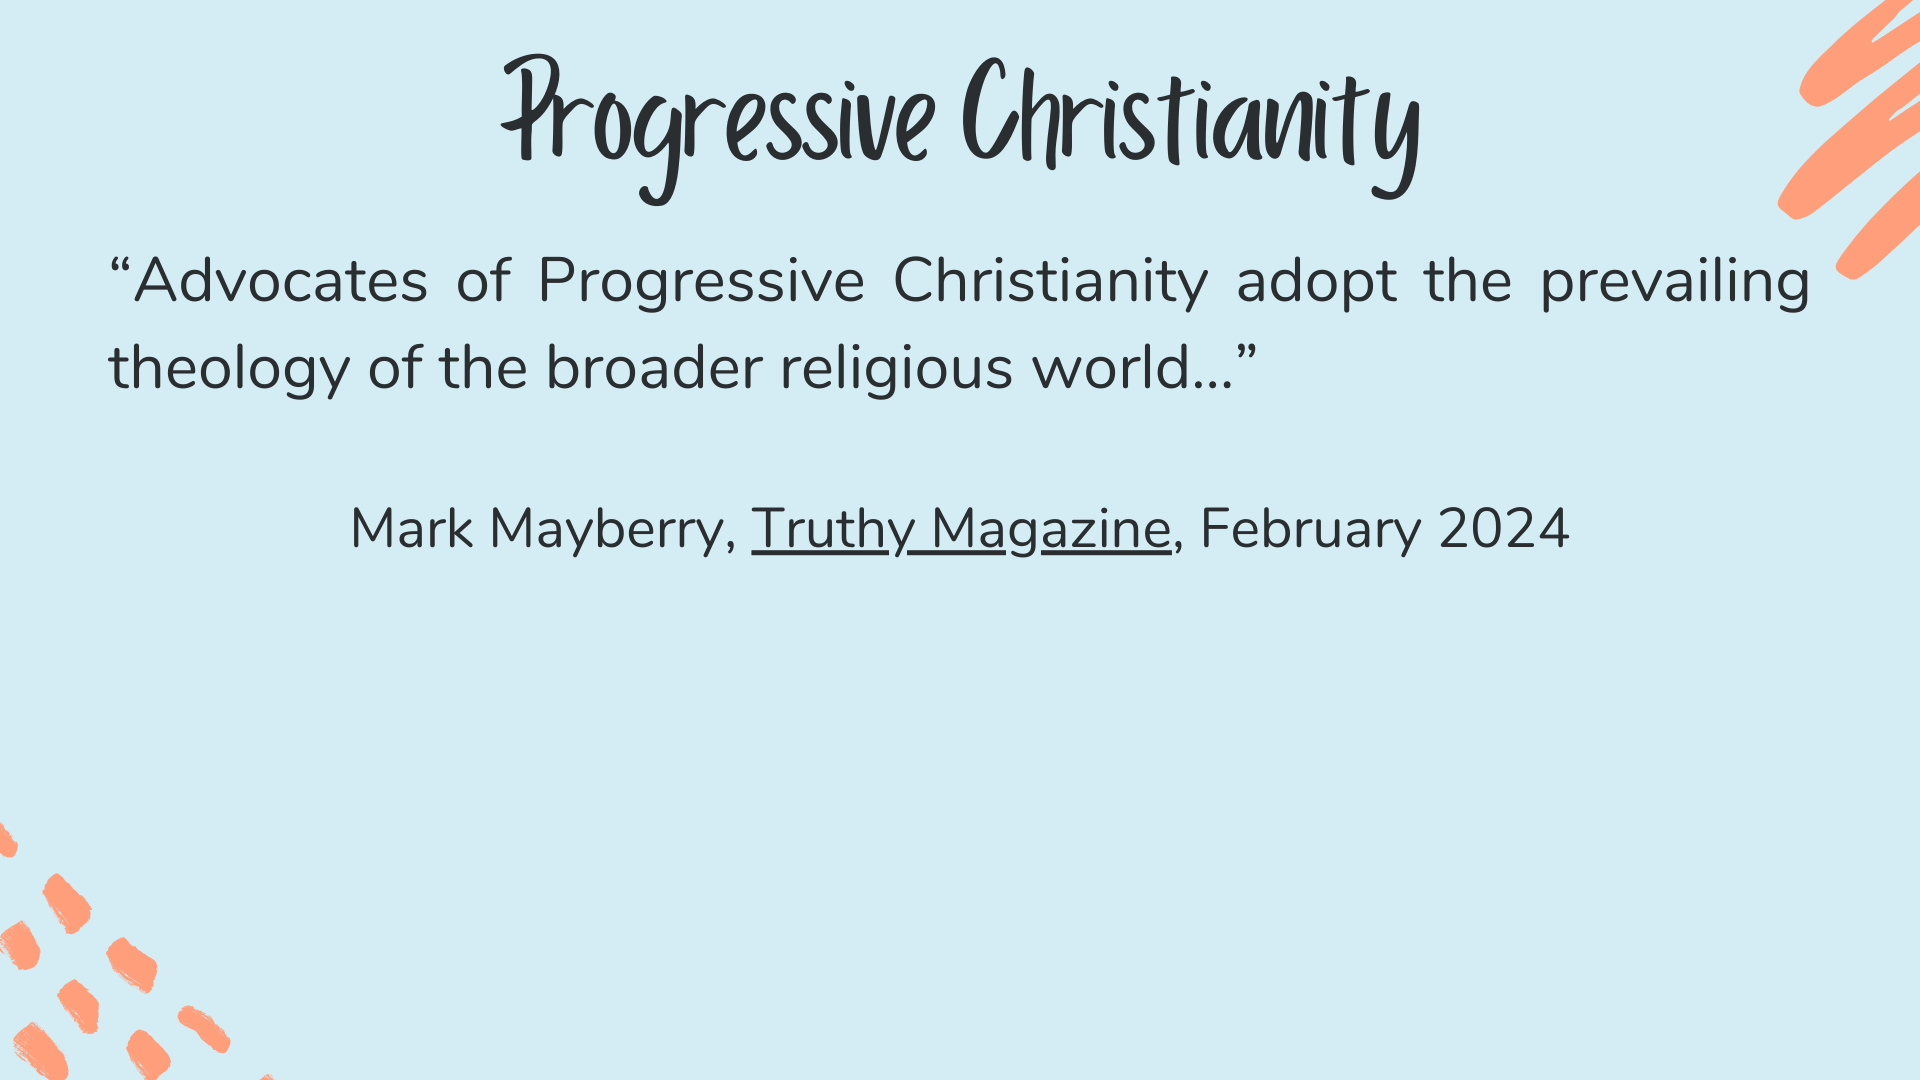 Progressive Christianity
“Advocates of Progressive Christianity adopt the prevailing
theology of the broader religious world...”
Mark Mayberry, Truthy Magazine, February 2024